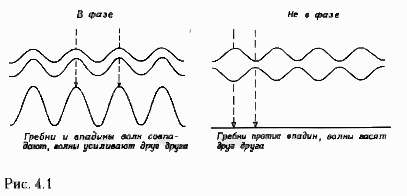 В фазе
Не в фазе
Гребни и впадины волн совпа-
дают, волны усиливают друг друга
Гребни против впадин, волны гасят
друг друга
Рис. 4.1